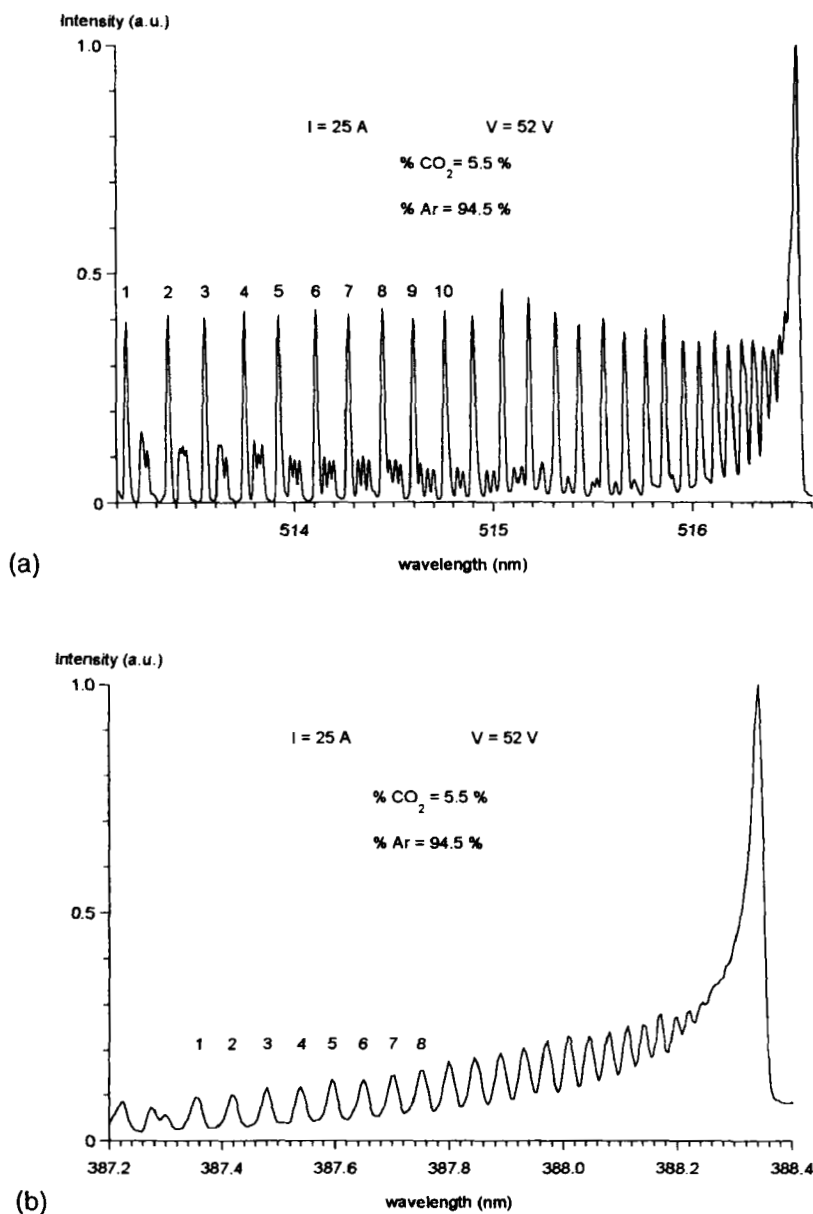 Intensity (a.u.)
1.0
I = 25 A V = 52 V
% CO2 = 5.5 %
% Ar = 94.5 %
0.5
1 2 3 4 5 6 7 8 9 10
0
514 515 516
(a)
wavelength (nm)
Intensity (a.u.)
1.0
I = 25 A V = 52 V
% CO2 = 5.5 %
% Ar = 94.5 %
0.5
1 2 3 4 5 6 7 8
0
387.2 387.4 387.6 387.8 388.0 388.2 388.4
(b)
wavelength (nm)